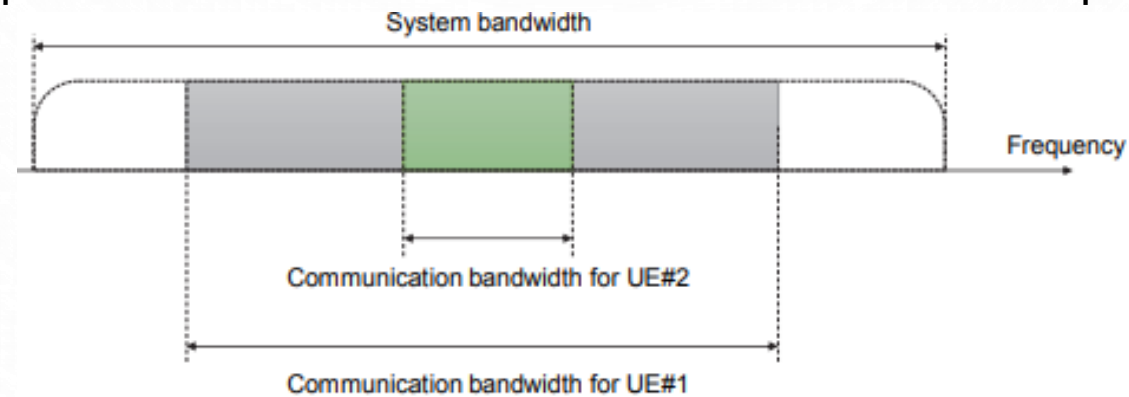 System bandwidth
Frequency
Communication bandwidth for UE#2
Communication bandwidth for UE#1